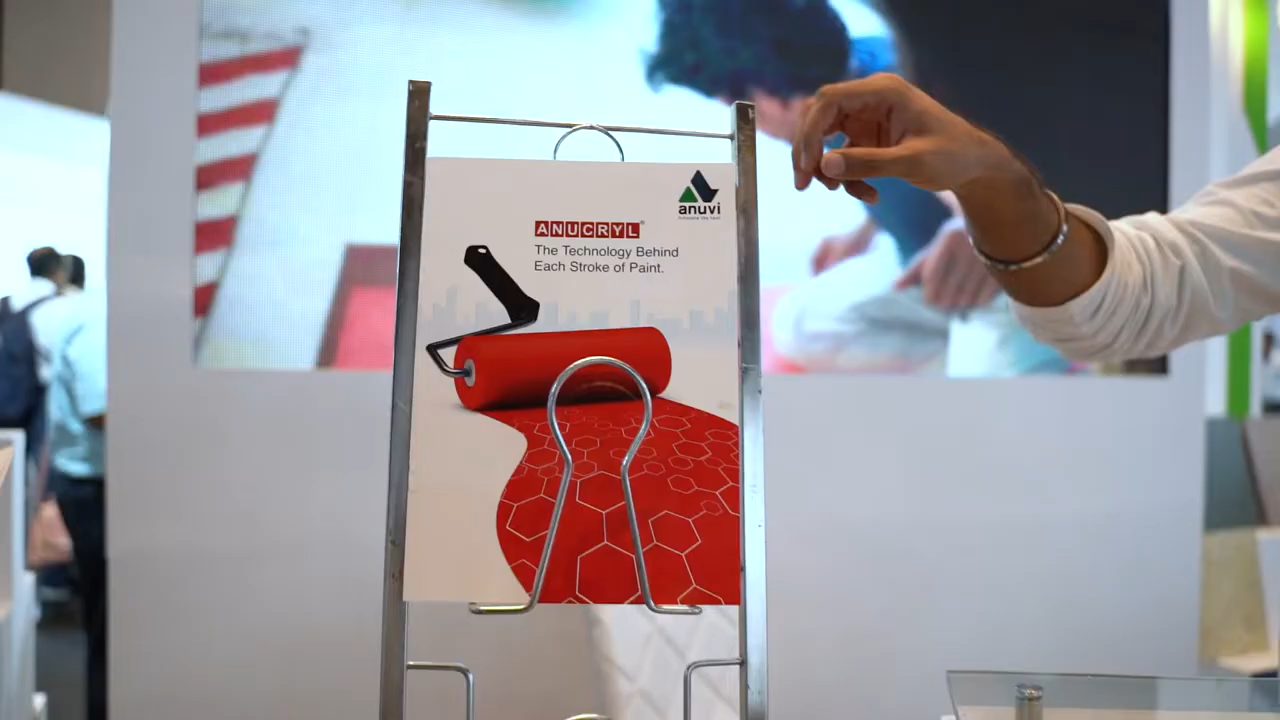 anuvi
ANUCRYL
The Technology Behind
Each Stroke of Paint.